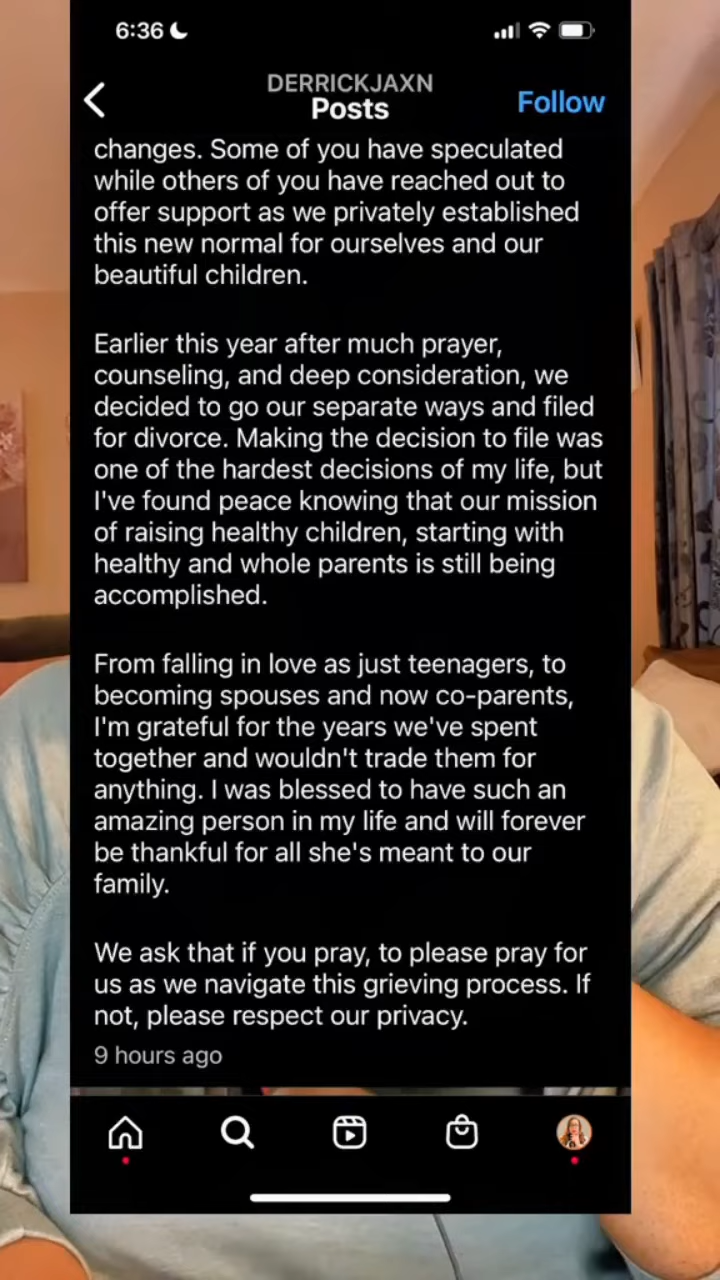 6:36
DERRICKJAXN
Posts
Follow
changes. Some of you have speculated
while others of you have reached out to
offer support as we privately established
this new normal for ourselves and our
beautiful children.
Earlier this year after much prayer,
counseling, and deep consideration, we
decided to go our separate ways and filed
for divorce. Making the decision to file was
one of the hardest decisions of my life, but
I've found peace knowing that our mission
of raising healthy children, starting with
healthy and whole parents is still being
accomplished.
From falling in love as just teenagers, to
becoming spouses and now co-parents,
I'm grateful for the years we've spent
together and wouldn't trade them for
anything. I was blessed to have such an
amazing person in my life and will forever
be thankful for all she's meant to our
family.
We ask that if you pray, to please pray for
us as we navigate this grieving process. If
not, please respect our privacy.
9 hours ago